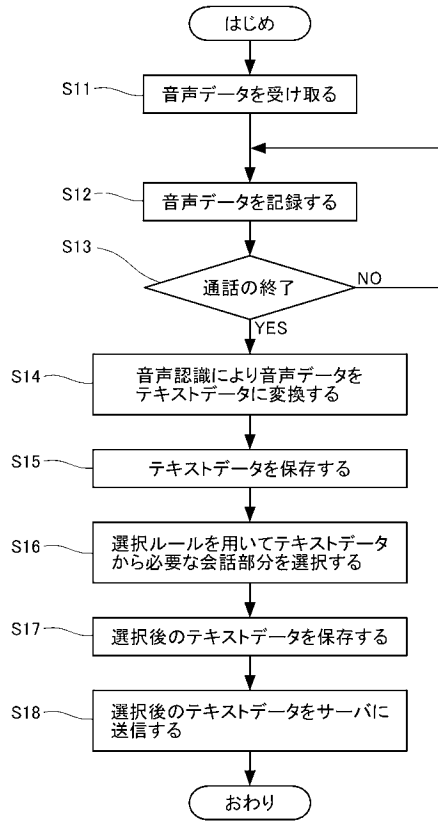 はじめ
S11
音声データを受け取る
S12
音声データを記録する
S13
通話の終了
NO
YES
S14
音声認識により音声データを
テキストデータに変換する
S15
テキストデータを保存する
S16
選択ルールを用いてテキストデータ
から必要な会話部分を選択する
S17
選択後のテキストデータを保存する
S18
選択後のテキストデータをサーバに
送信する
おわり